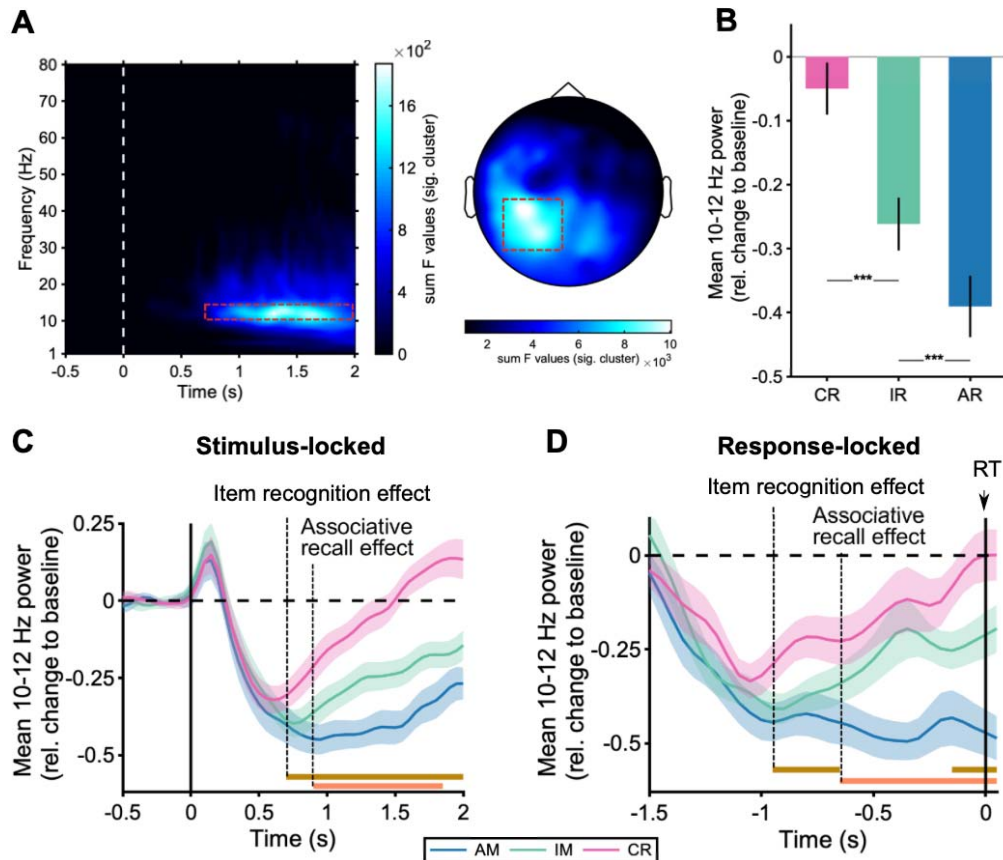 A
×10²
80
70
60
50
40
30
20
10
1
Frequency (Hz)
-0.5
0
0.5
1
1.5
2
Time (s)
16
12
8
4
0
sum F values (sig. cluster)
2
4
6
8
10
sum F values (sig. cluster)
×10³
B
0
-0.1
-0.2
-0.3
-0.4
-0.5
Mean 10-12 Hz power
(rel. change to baseline)
***
***
CR
IR
AR
C
Stimulus-locked
Item recognition effect
Associative
recall effect
0.25
0
-0.25
-0.5
Mean 10-12 Hz power
(rel. change to baseline)
-0.5
0
0.5
1
1.5
2
Time (s)
D
Response-locked
RT
Item recognition effect
Associative
recall effect
0
-0.25
-0.5
Mean 10-12 Hz power
(rel. change to baseline)
-1.5
-1
-0.5
0
Time (s)
AM
IM
CR